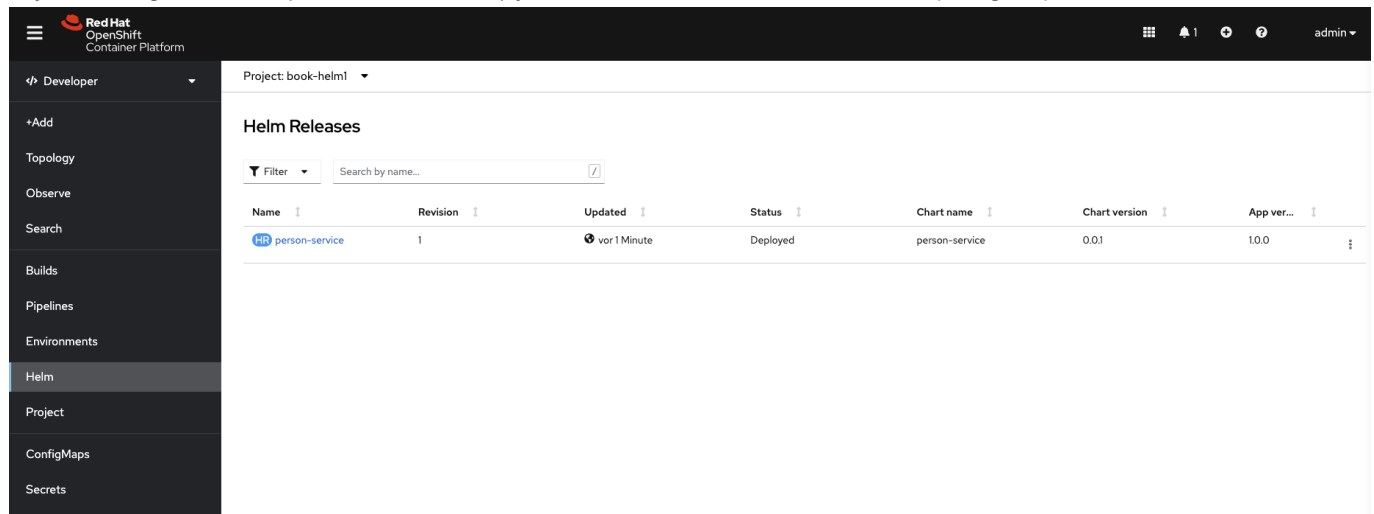 Red Hat
OpenShift
Container Platform
1
admin
Developer
Project: book-helm1
+Add
Topology
Observe
Search
Builds
Pipelines
Environments
Helm
Project
ConfigMaps
Secrets
Helm Releases
Filter
Search by name...
/
Name Revision Updated Status Chart name Chart version App ver...
HR person-service 1 vor 1 Minute Deployed person-service 0.0.1 1.0.0